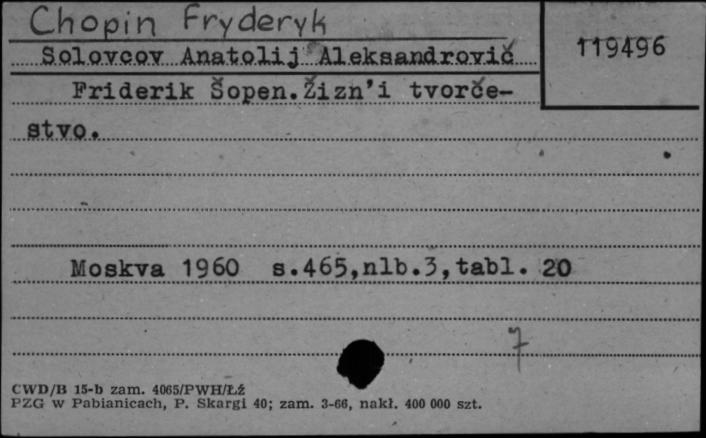 Chopin Fryderyk
119496
Solovcov Anatolij Aleksandrovič
Friderik Šopen.Žizn'i tvorče-
stvo.
Moskva 1960 s.465,nlb.3,tabl. 20
7
CWD/B 15-b zam. 4065/PWH/Łź
PZG w Pabianicach, P. Skargi 40; zam. 3-66, nakł. 400 000 szt.